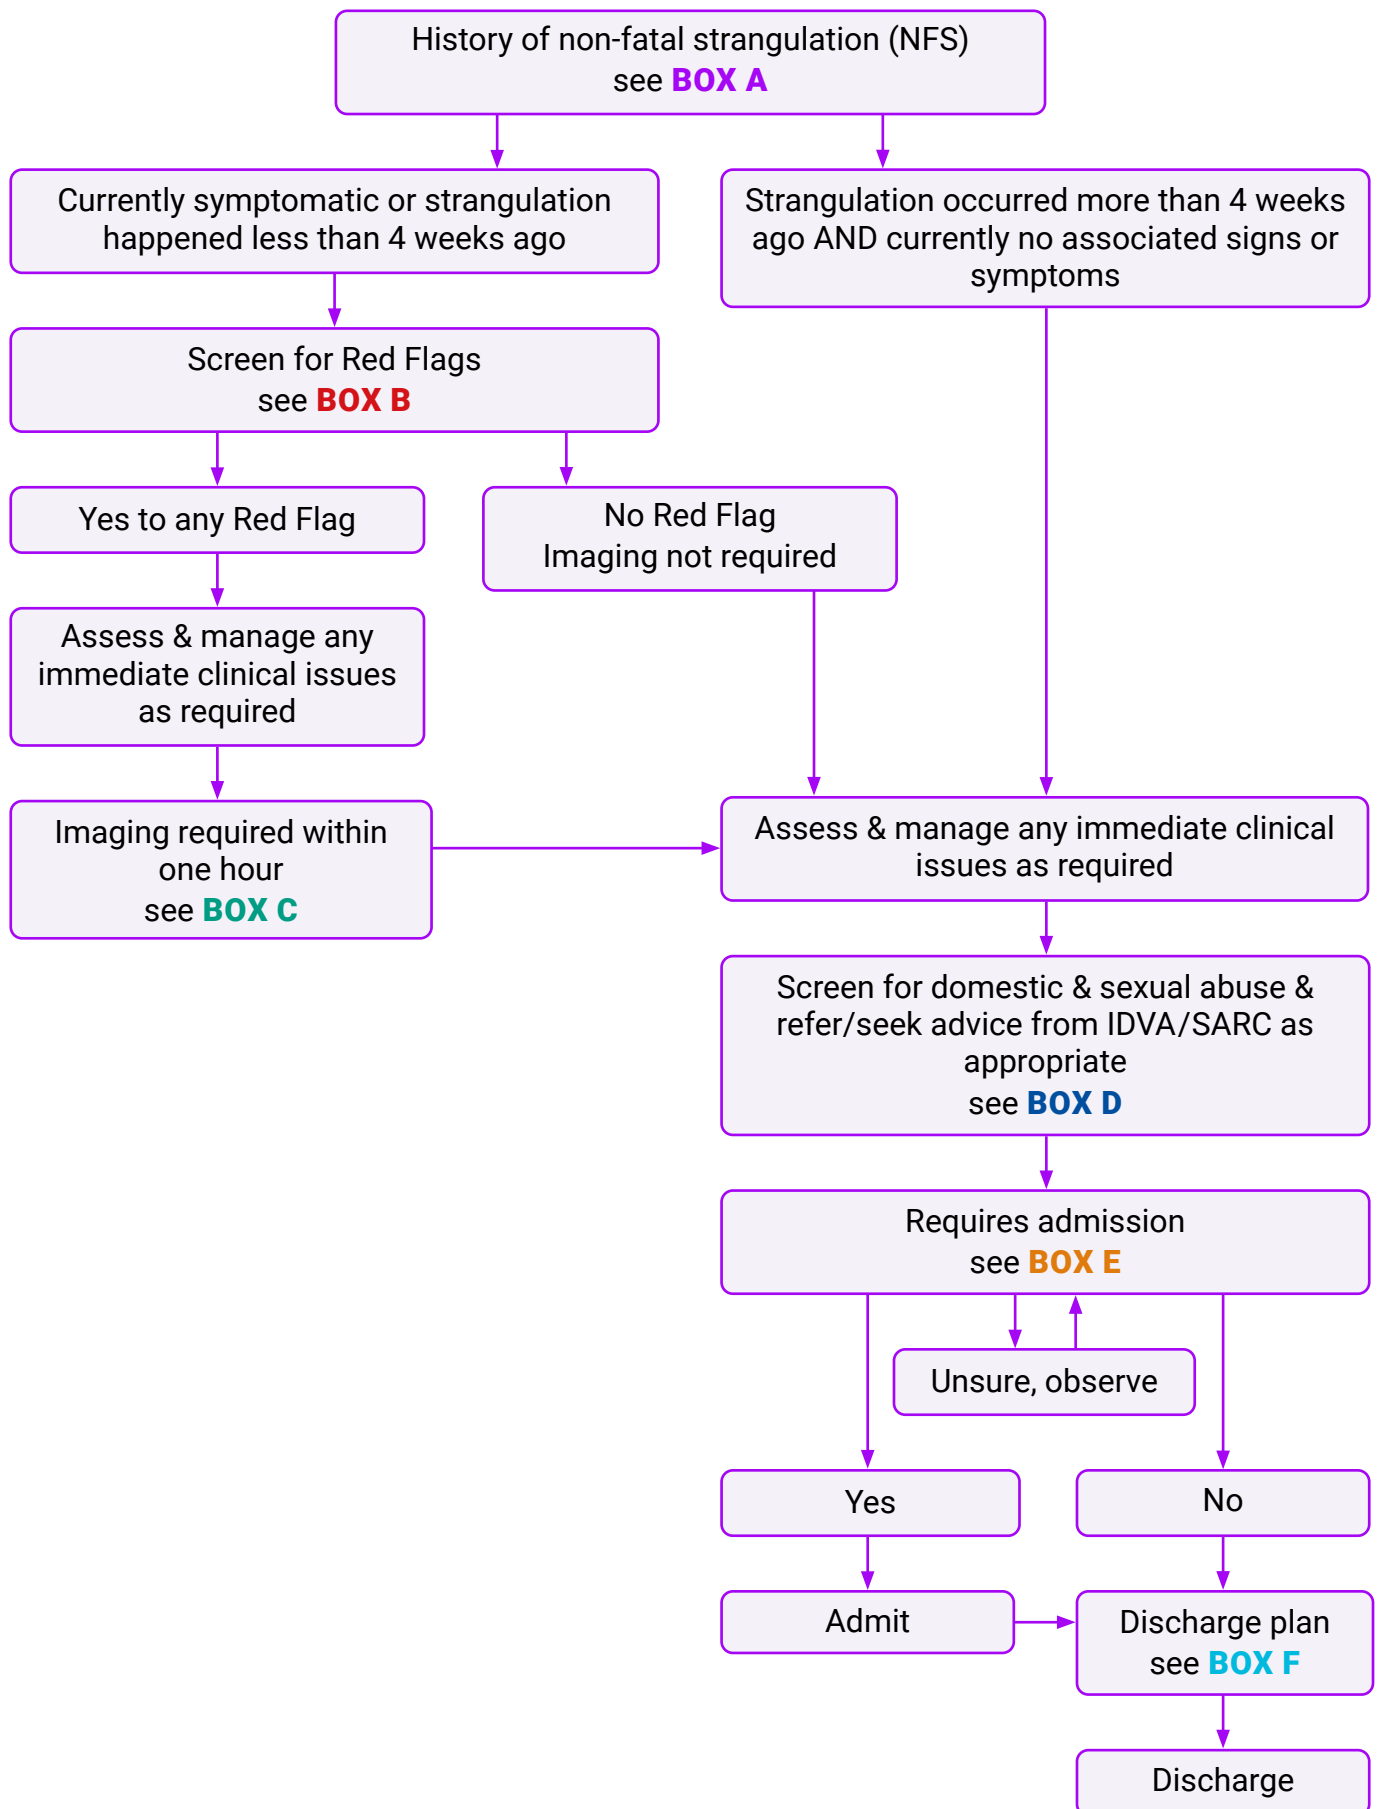 History of non-fatal strangulation (NFS)
see BOX A
Currently symptomatic or strangulation
happened less than 4 weeks ago
Strangulation occurred more than 4 weeks
ago AND currently no associated signs or
symptoms
Screen for Red Flags
see BOX B
Yes to any Red Flag
No Red Flag
Imaging not required
Assess & manage any
immediate clinical issues
as required
Imaging required within
one hour
see BOX C
Assess & manage any immediate clinical
issues as required
Screen for domestic & sexual abuse &
refer/seek advice from IDVA/SARC as
appropriate
see BOX D
Requires admission
see BOX E
Unsure, observe
Yes
No
Admit
Discharge plan
see BOX F
Discharge